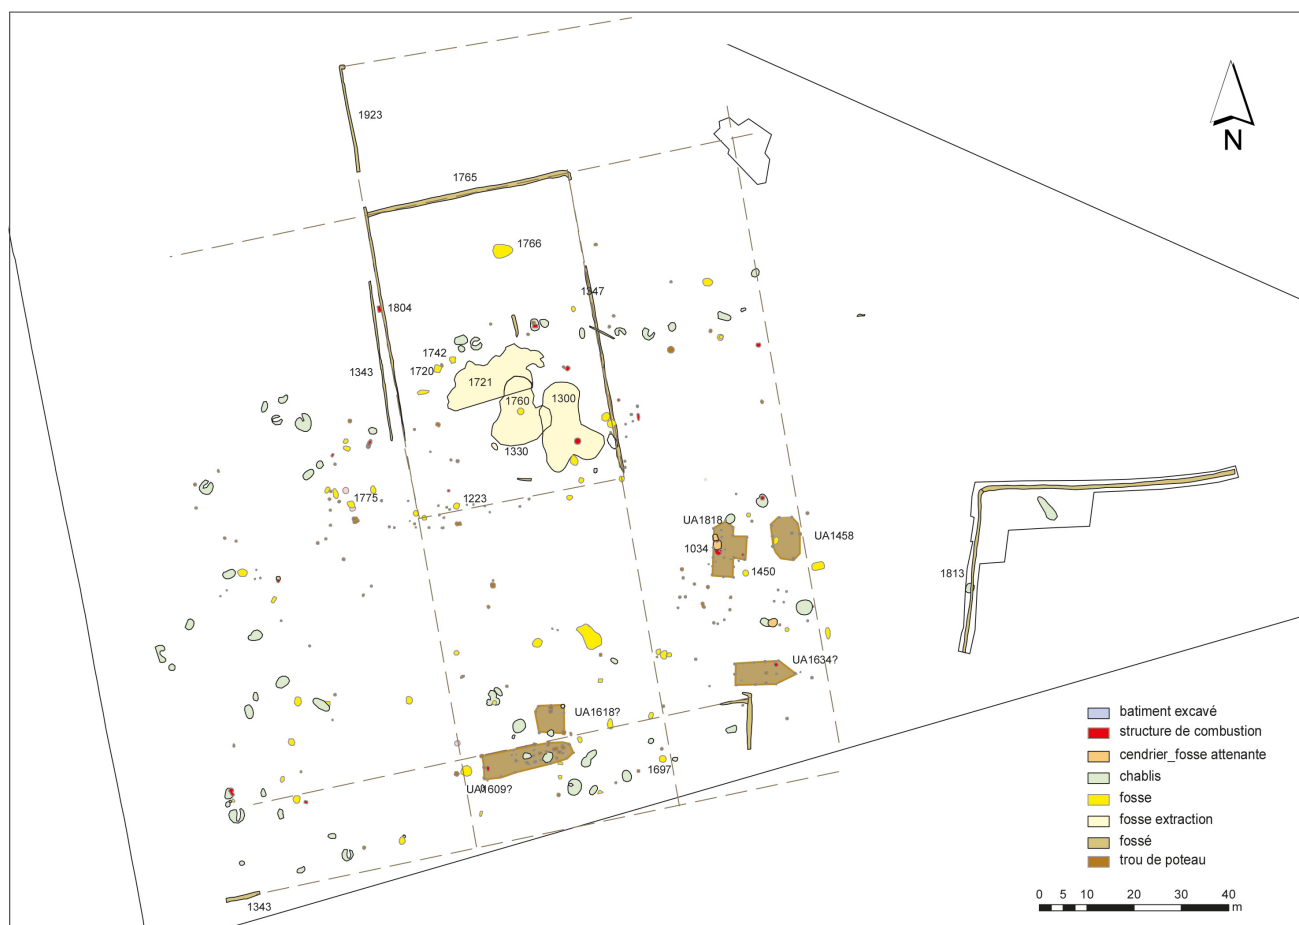 1923
N
1765
1766
1347
1804
1742
1720
1343
1721
1760
1300
1330
1775
1223
UA1818
UA1458
1034
1450
1813
UA1634?
UA1618?
1697
UA1609?
1343
batiment excavé
structure de combustion
cendrier_fosse attenante
chablis
fosse
fosse extraction
fossé
trou de poteau
0 5 10 20 30 40
m